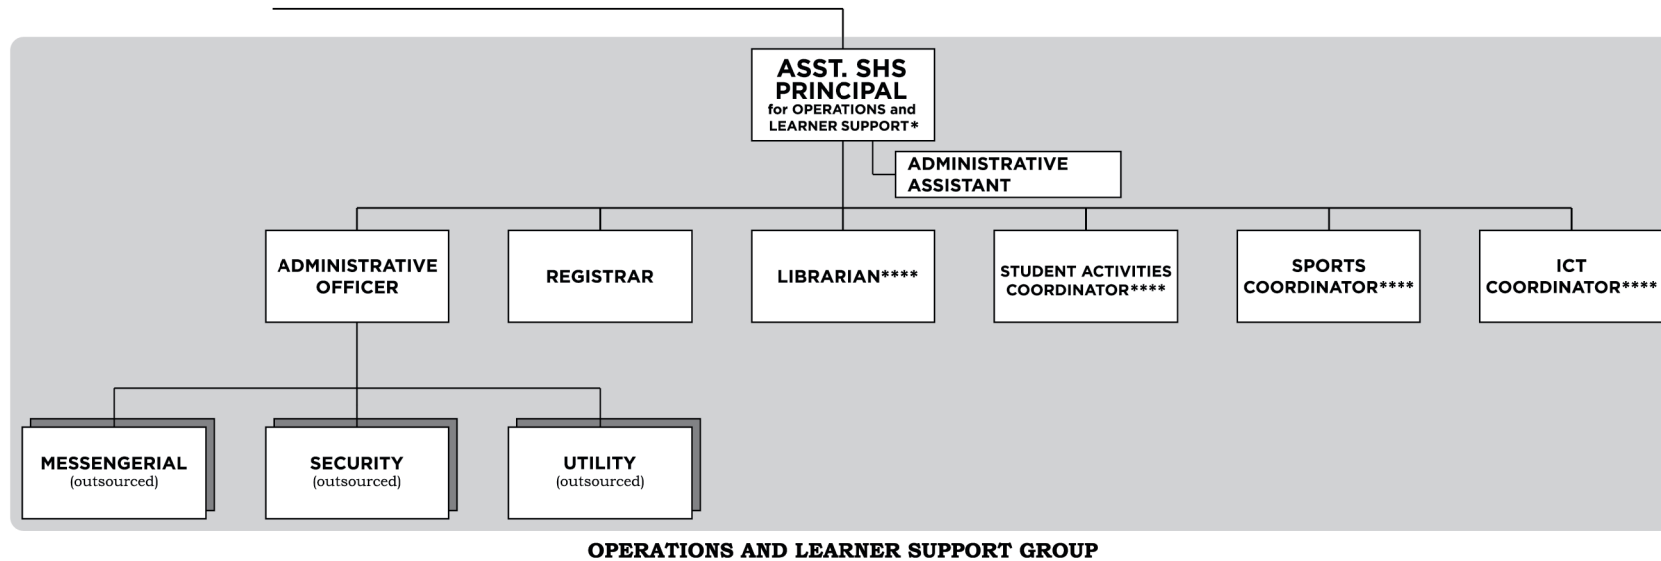 ASST. SHS
PRINCIPAL
for OPERATIONS and
LEARNER SUPPORT*
ADMINISTRATIVE
ASSISTANT
ADMINISTRATIVE
OFFICER
REGISTRAR
LIBRARIAN****
STUDENT ACTIVITIES
COORDINATOR****
SPORTS
COORDINATOR****
ICT
COORDINATOR****
MESSENGERIAL
(outsourced)
SECURITY
(outsourced)
UTILITY
(outsourced)
OPERATIONS AND LEARNER SUPPORT GROUP